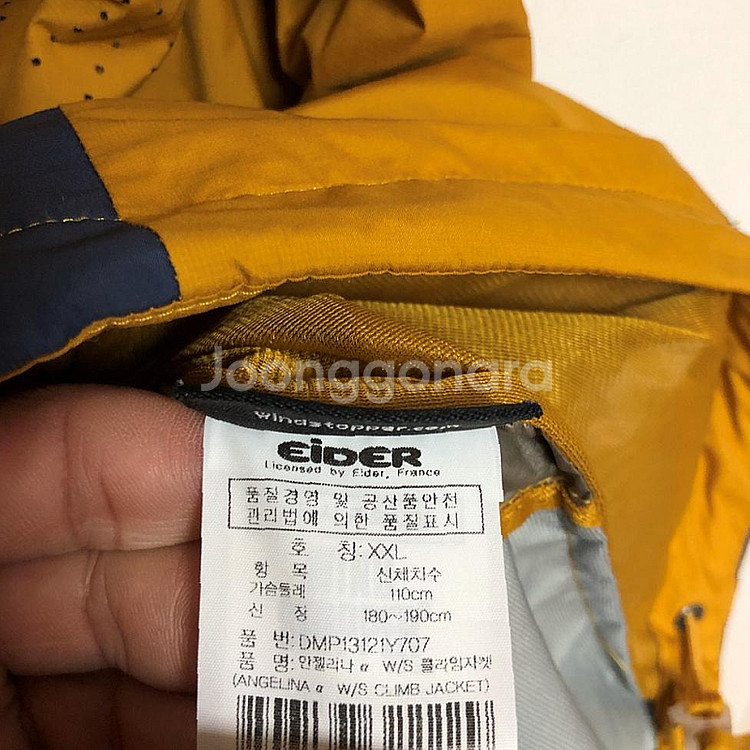 Joonggonara
windstopper.com
EiDER
Licensed by Eider, France
품질경영 및 공산품안전
관리법에 의한 품질표시
호 칭: XXL
항 목 신체치수
가슴둘레 110cm
신 장 180~190cm
품 번: DMP13121Y707
품 명: 안젤리나 α W/S 클라임자켓
(ANGELINA α W/S CLIMB JACKET)